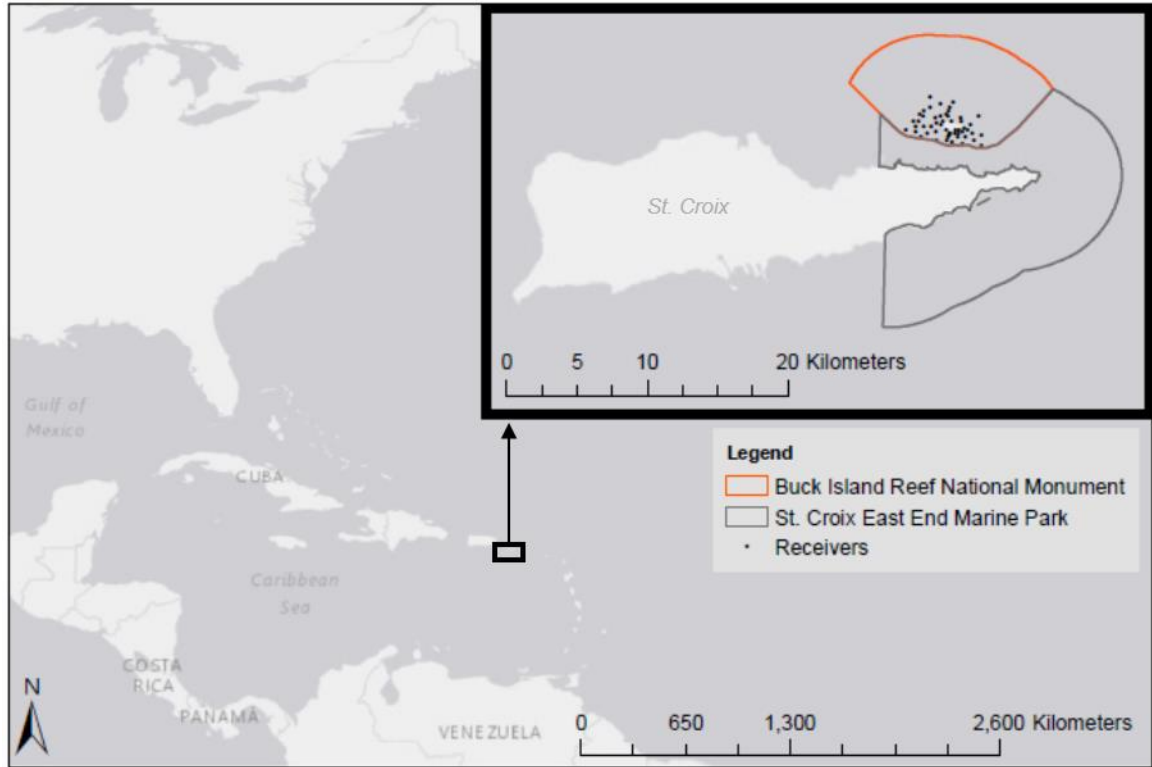 St. Croix
0 5 10 20 Kilometers
Gulf of
Mexico
CUBA
Legend
Buck Island Reef National Monument
St. Croix East End Marine Park
Receivers
Caribbean
Sea
COSTA
RICA
N
PANAMÁ
VENEZUELA
0 650 1,300 2,600 Kilometers